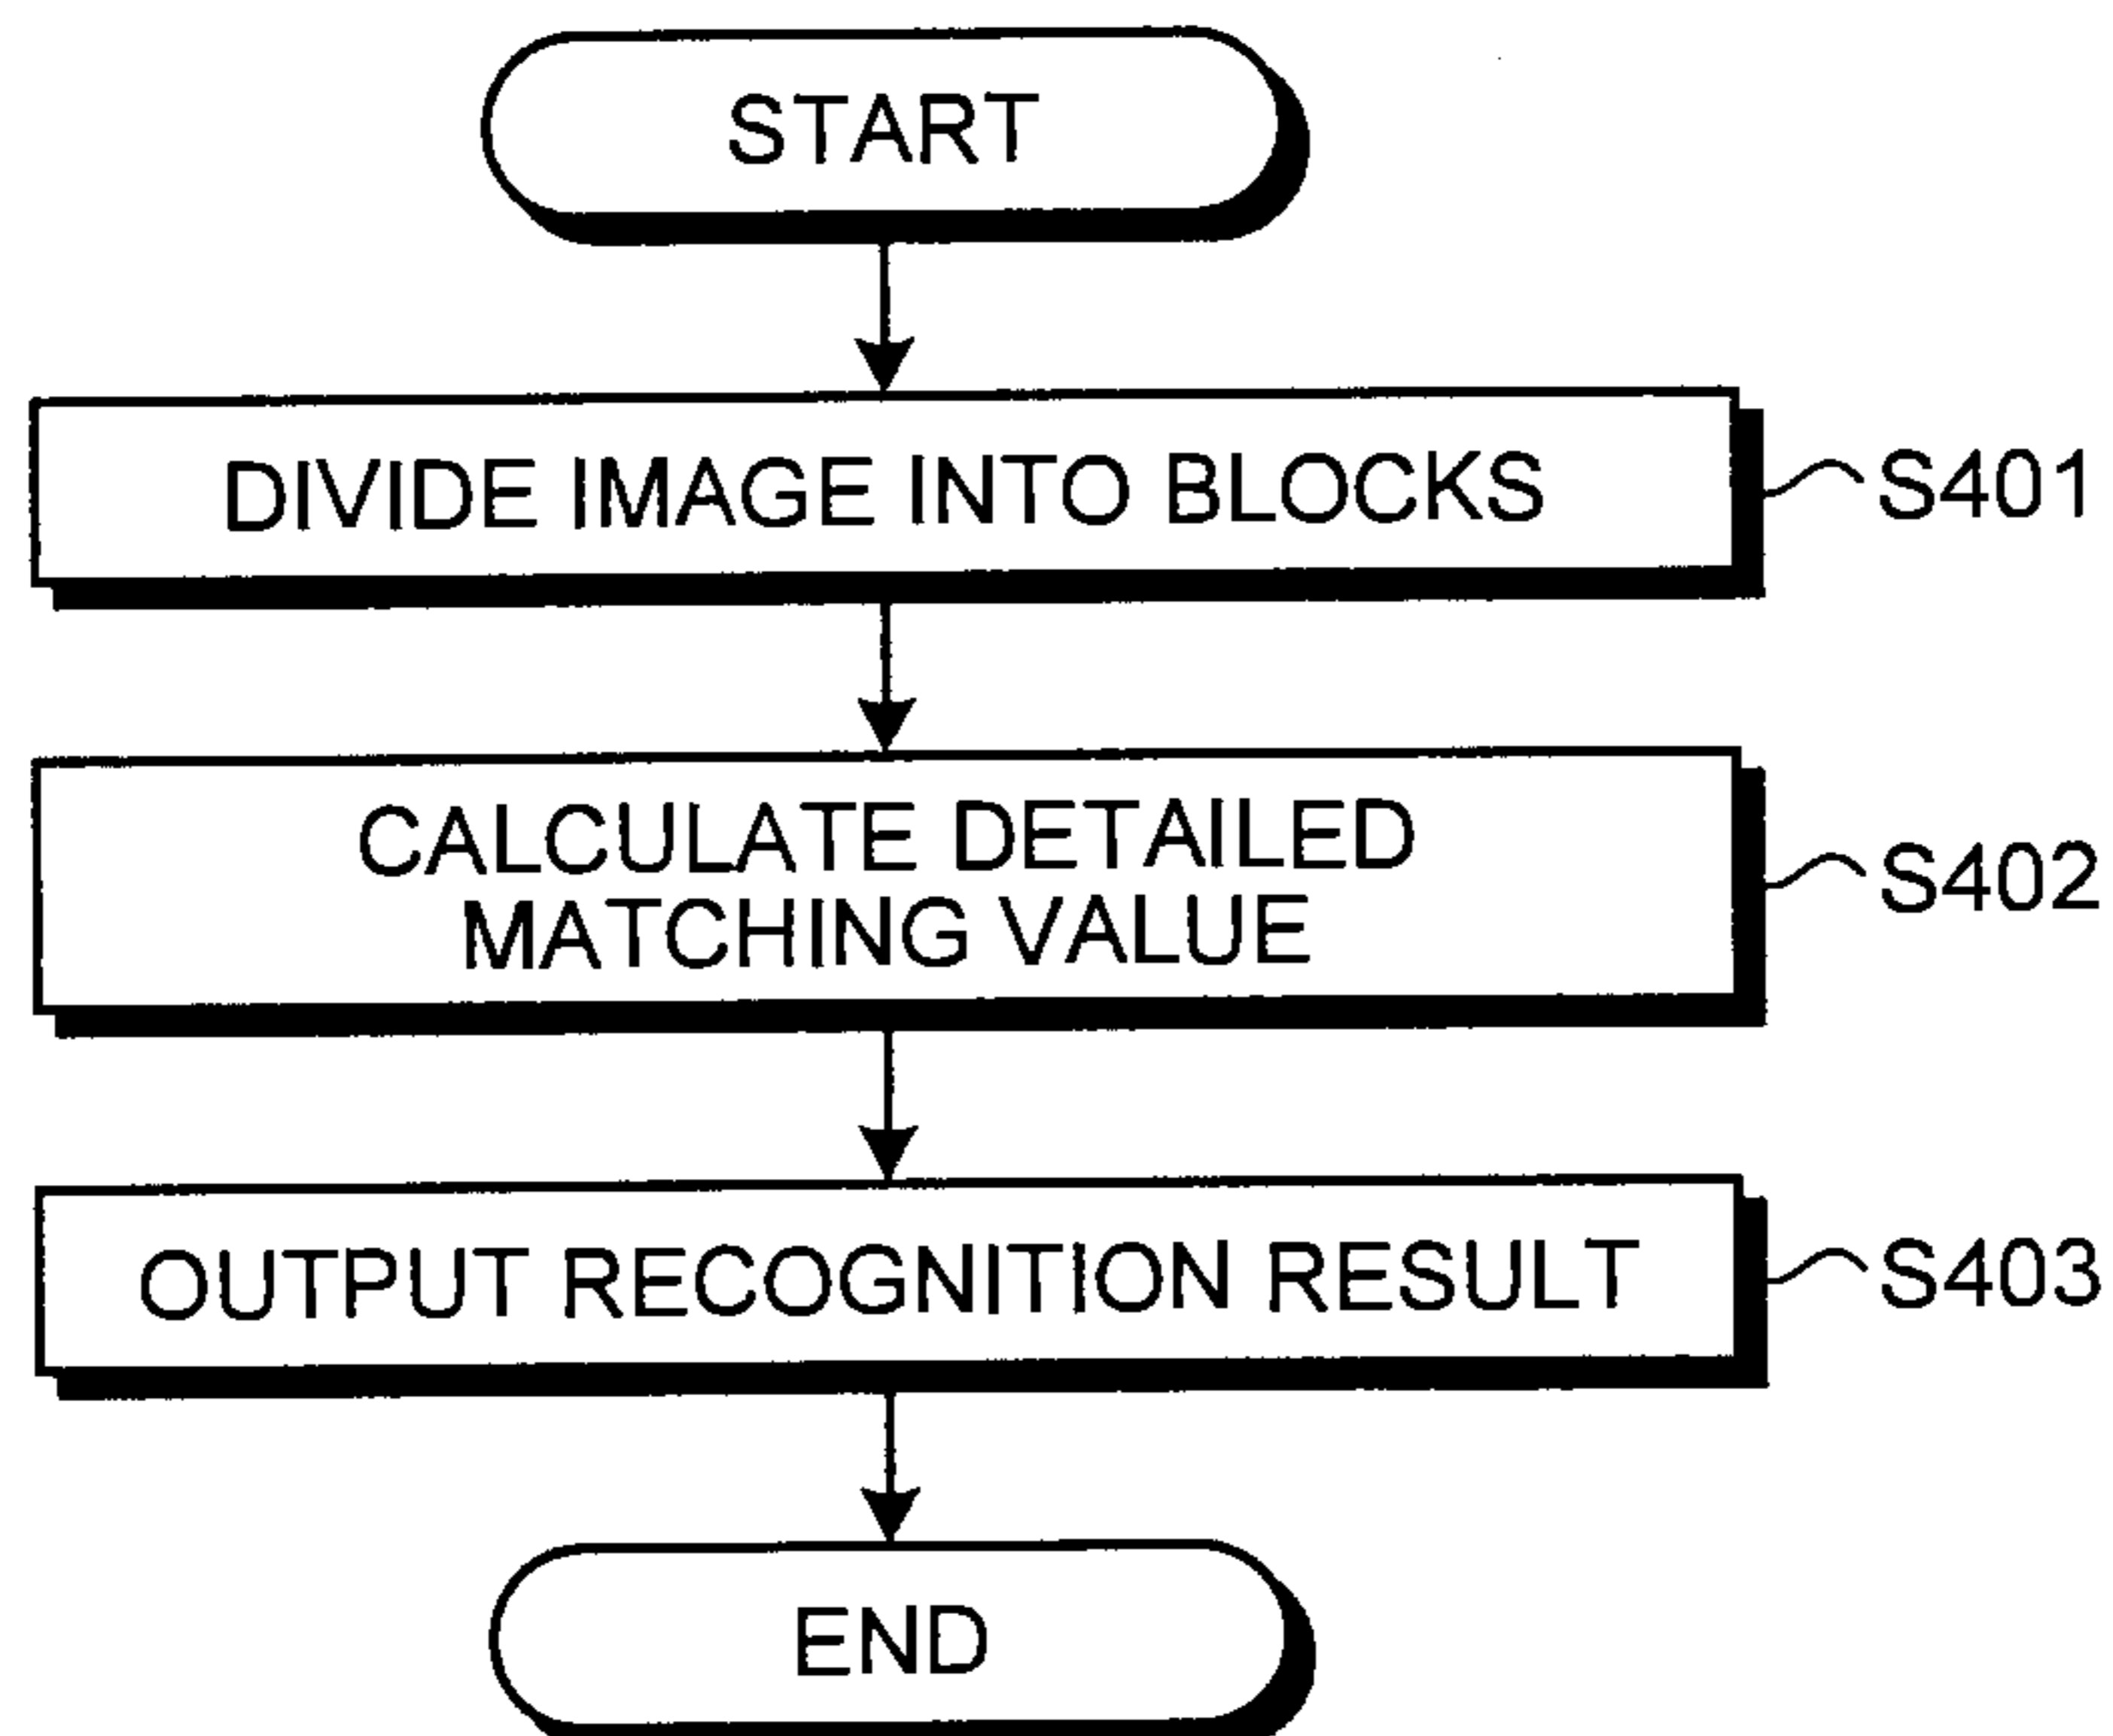 START
DIVIDE IMAGE INTO BLOCKS
S401
CALCULATE DETAILED
MATCHING VALUE
S402
OUTPUT RECOGNITION RESULT
S403
END